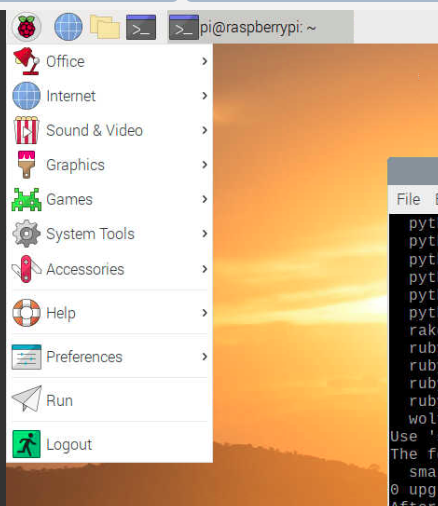 pi@raspberrypi: ~
Office
Internet
Sound & Video
Graphics
Games
System Tools
Accessories
Help
Preferences
Run
Logout
File
pyt
pyt
pyt
pyt
pyt
pyt
rak
rub
rub
rub
rub
wol
Use '
The f
sma
0 upg